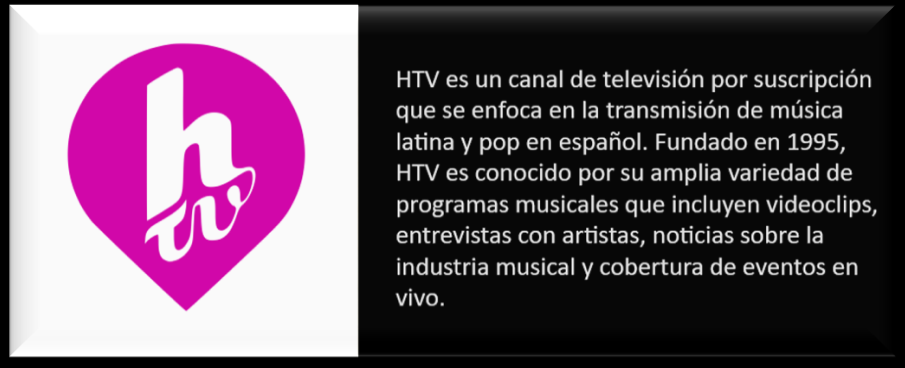 h
tv
HTV es un canal de televisión por suscripción
que se enfoca en la transmisión de música
latina y pop en español. Fundado en 1995,
HTV es conocido por su amplia variedad de
programas musicales que incluyen videoclips,
entrevistas con artistas, noticias sobre la
industria musical y cobertura de eventos en
vivo.